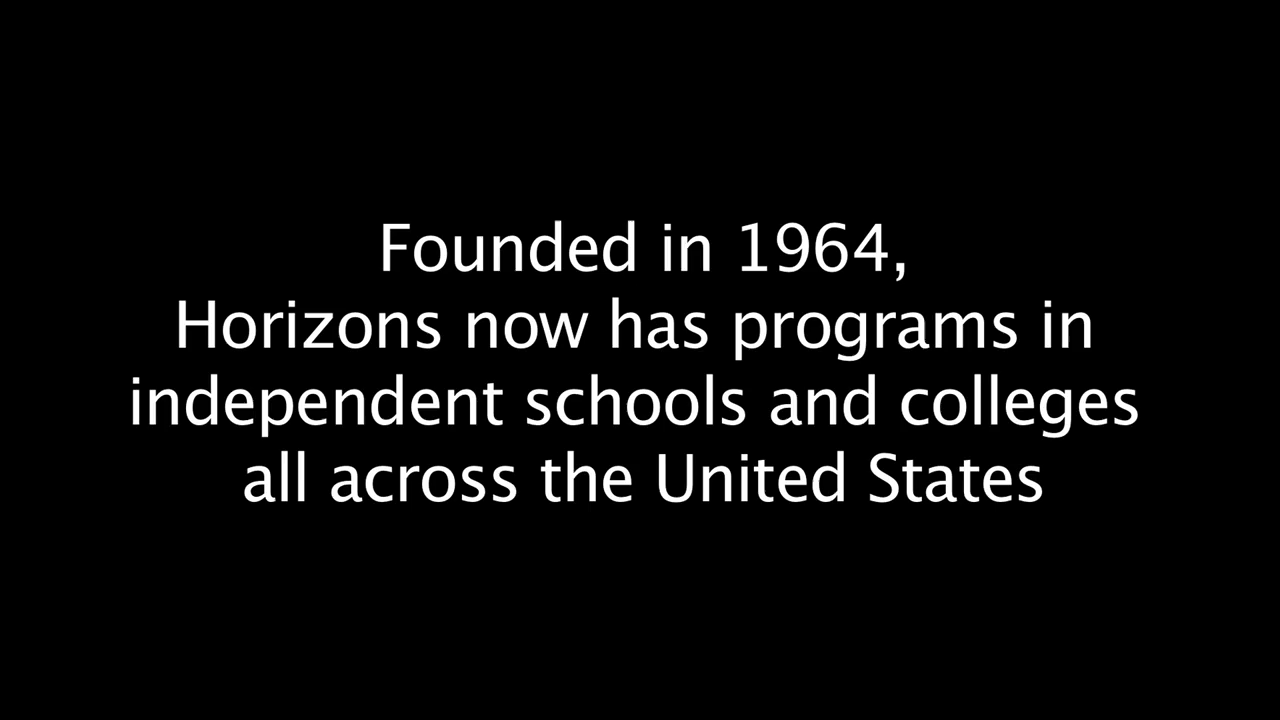 Founded in 1964,
Horizons now has programs in
independent schools and colleges
all across the United States